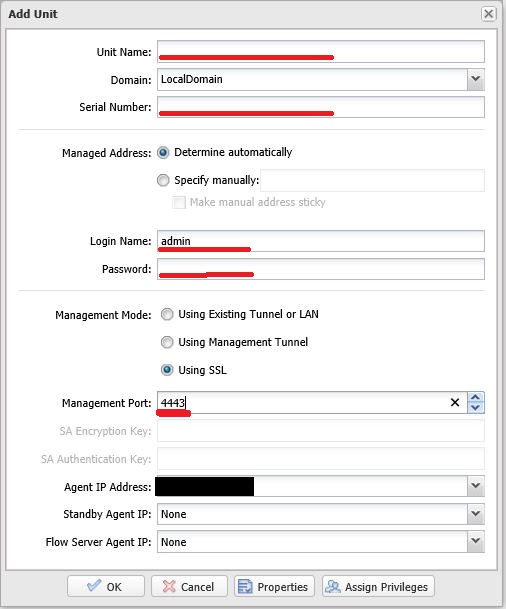 Add Unit
Unit Name:
Domain: LocalDomain
Serial Number:
Managed Address: Determine automatically
Specify manually:
Make manual address sticky
Login Name: admin
Password:
Management Mode: Using Existing Tunnel or LAN
Using Management Tunnel
Using SSL
Management Port: 4443
SA Encryption Key:
SA Authentication Key:
Agent IP Address:
Standby Agent IP: None
Flow Server Agent IP: None
OK Cancel Properties Assign Privileges